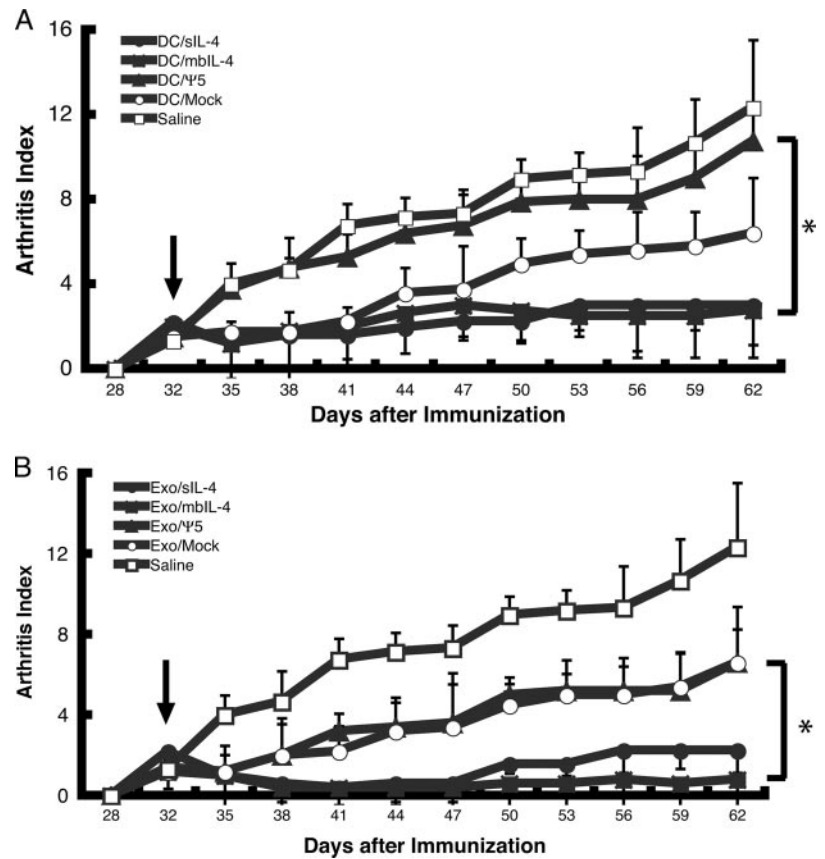 A
16
12
8
4
0
Arthritis Index
DC/sIL-4
DC/mbIL-4
DC/Ψ5
DC/Mock
Saline
*
28 32 35 38 41 44 47 50 53 56 59 62
Days after Immunization
B
16
12
8
4
0
Arthritis Index
Exo/sIL-4
Exo/mbIL-4
Exo/Ψ5
Exo/Mock
Saline
*
28 32 35 38 41 44 47 50 53 56 59 62
Days after Immunization